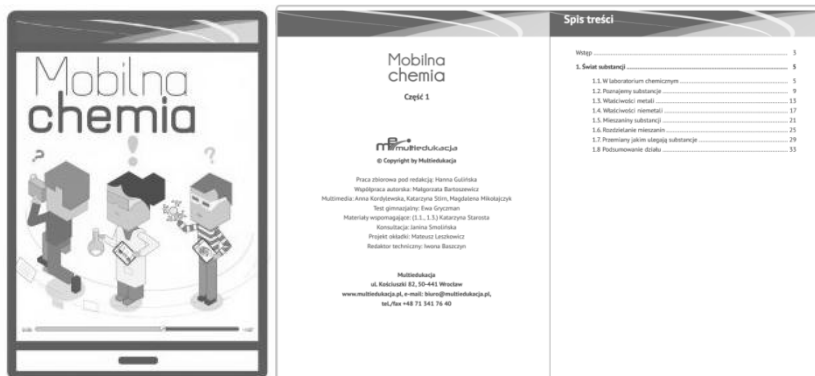 Mobilna
chemia
Mobilna
chemia
Część 1
multiedukacja
© Copyright by Multiedukacja
Praca zbiorowa pod redakcją: Hanna Gulińska
Współpraca autorska: Małgorzata Bartoszewicz
Multimedia: Anna Kordylewska, Katarzyna Stirn, Magdalena Mikołajczyk
Test gimnazjalny: Ewa Gryczman
Materiały wspomagające: (1.1., 1.3.) Katarzyna Starosta
Konsultacja: Janina Smolińska
Projekt okładki: Mateusz Leszkowicz
Redaktor techniczny: Iwona Basiczyn
Multiedukacja
ul. Kościuszki 82, 50-441 Wrocław
www.multiedukacja.pl, e-mail: biuro@multiedukacja.pl,
tel./fax +48 71 341 76 40
Spis treści
Wstęp 3
1. Świat substancji 5
1.1. W laboratorium chemicznym 5
1.2. Poznajemy substancje 9
1.3. Właściwości metali 13
1.4. Właściwości niemetali 17
1.5. Mieszaniny substancji 21
1.6. Rozdzielanie mieszanin 25
1.7. Przemiany jakim ulegają substancje 29
1.8 Podsumowanie działu 33